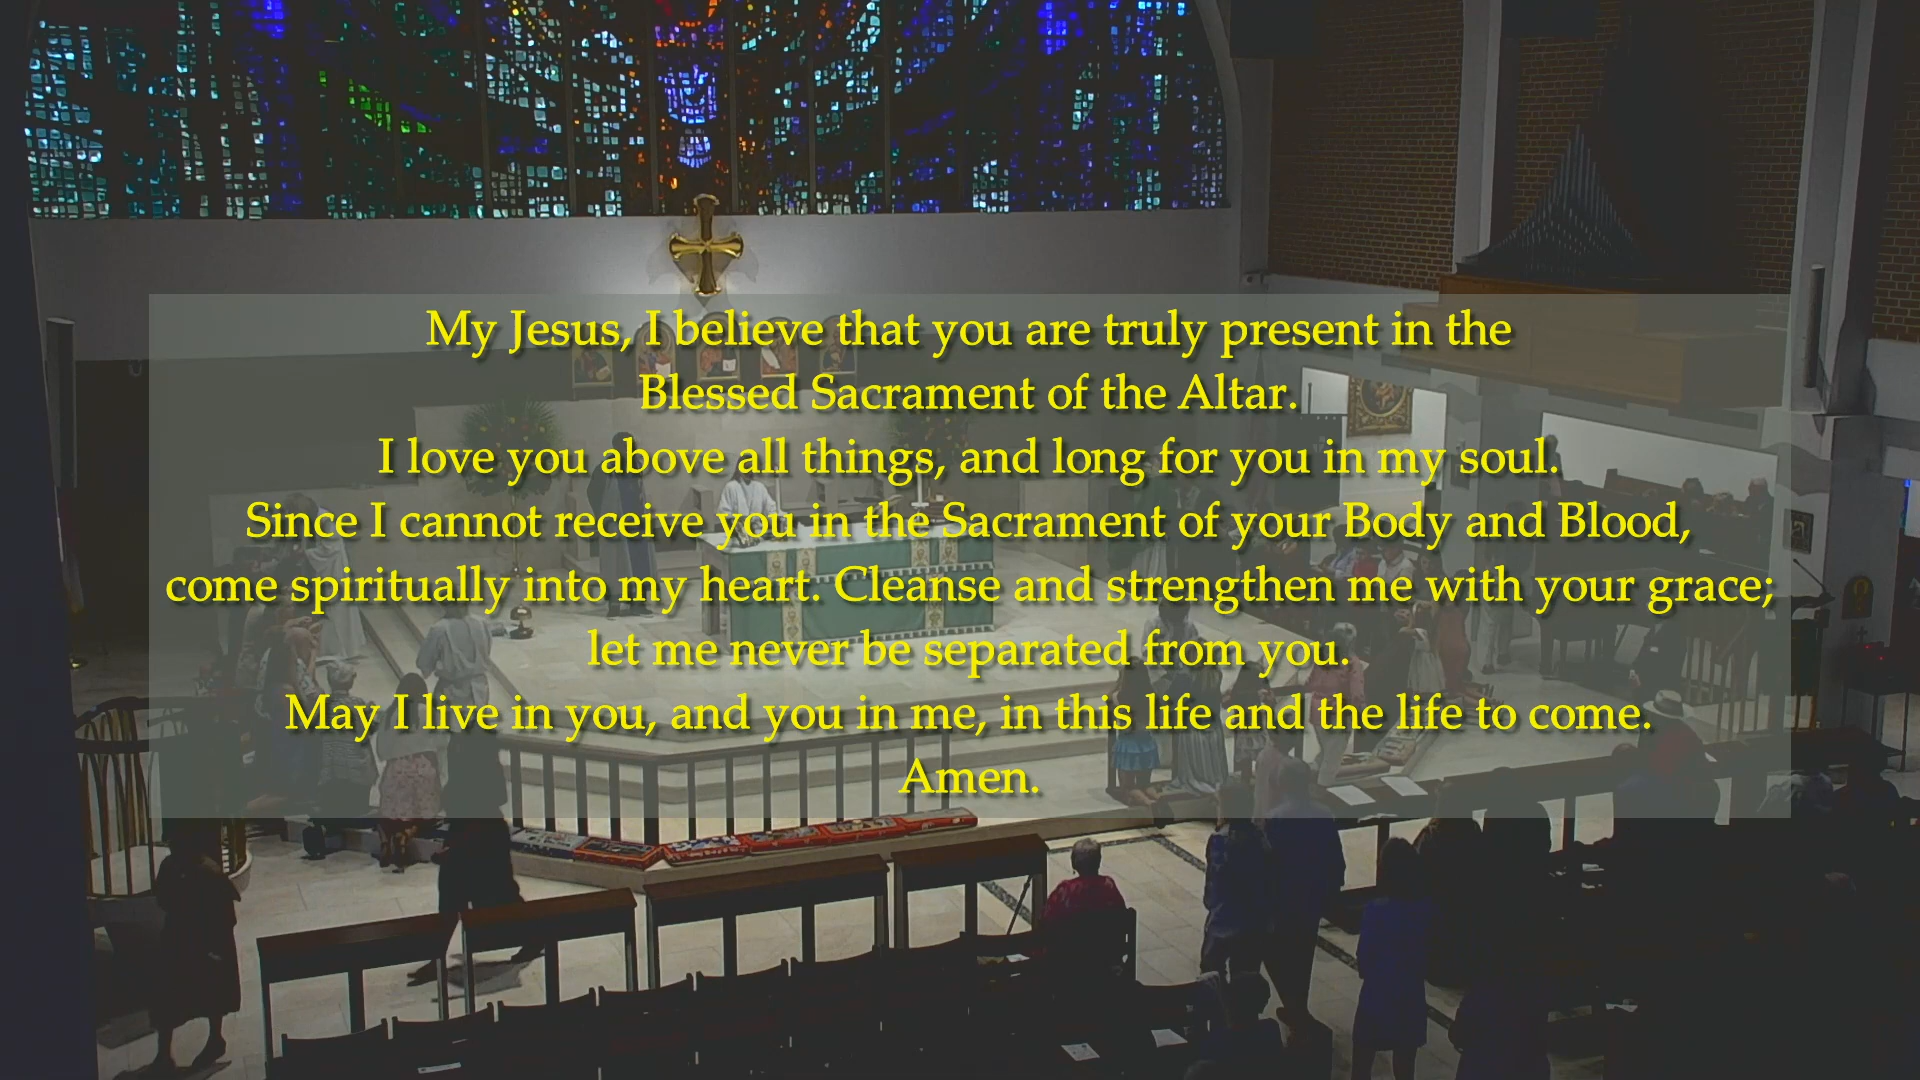 My Jesus, I believe that you are truly present in the
Blessed Sacrament of the Altar.
I love you above all things, and long for you in my soul.
Since I cannot receive you in the Sacrament of your Body and Blood,
come spiritually into my heart. Cleanse and strengthen me with your grace;
let me never be separated from you.
May I live in you, and you in me, in this life and the life to come.
Amen.